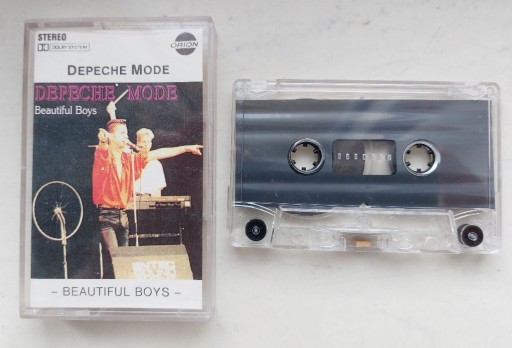 STEREO
DOLBY SYSTEM
ORION
DEPECHE MODE
DEPECHE MODE
Beautiful Boys
– BEAUTIFUL BOYS –